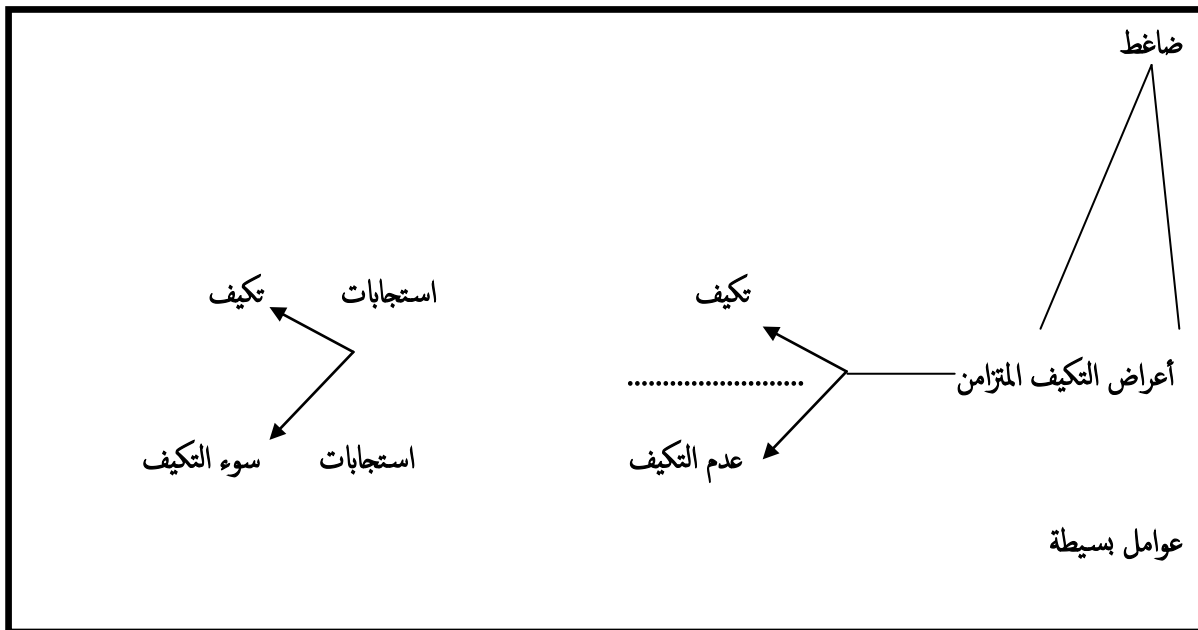 ضاغط
تكيف استجابات تكيف
أعراض التكيف المتزامن
.........................
عدم التكيف استجابات سوء التكيف
عوامل بسيطة